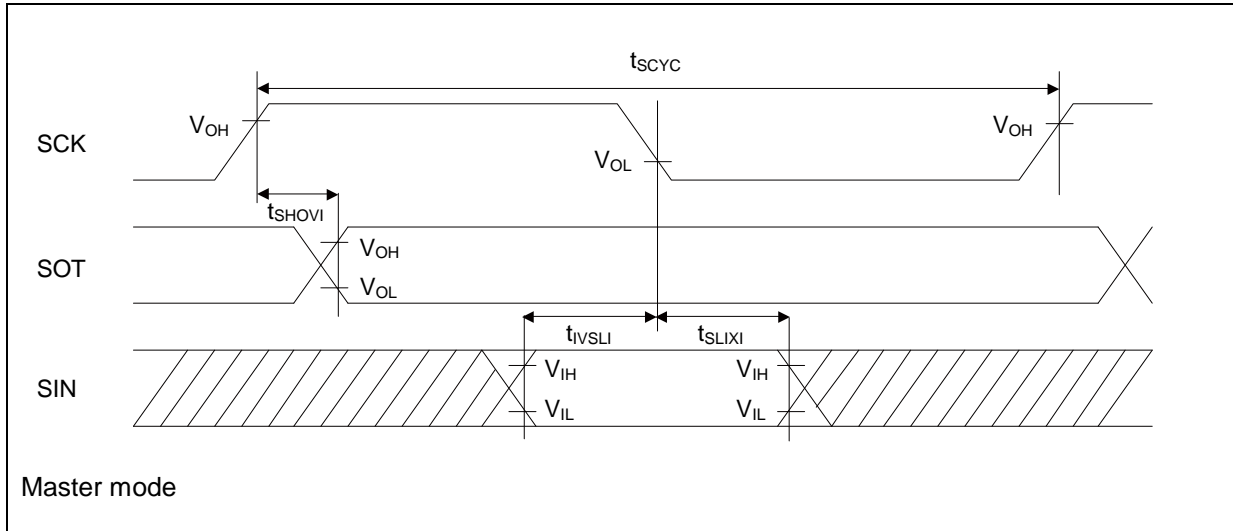 tSCYC
VOH
VOH
SCK
VOL
tSHOVI
VOH
SOT
VOL
tIVSLI
tSLIXI
VIH
VIH
SIN
VIL
VIL
Master mode